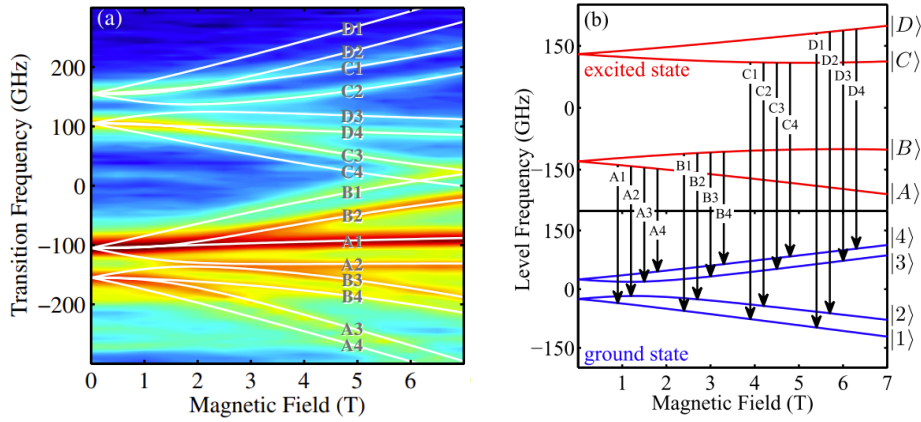 (a)
Transition Frequency (GHz)
200
100
0
−100
−200
0
1
2
3
4
5
6
Magnetic Field (T)
D1
D2
C1
C2
D3
D4
C3
C4
B1
B2
A1
A2
B3
B4
A3
A4
(b)
Level Frequency (GHz)
150
0
−150
150
0
−150
1
2
3
4
5
6
7
Magnetic Field (T)
excited state
ground state
|D⟩
|C⟩
|B⟩
|A⟩
|4⟩
|3⟩
|2⟩
|1⟩
A1
A2
A3
A4
B1
B2
B3
B4
C1
C2
C3
C4
D1
D2
D3
D4